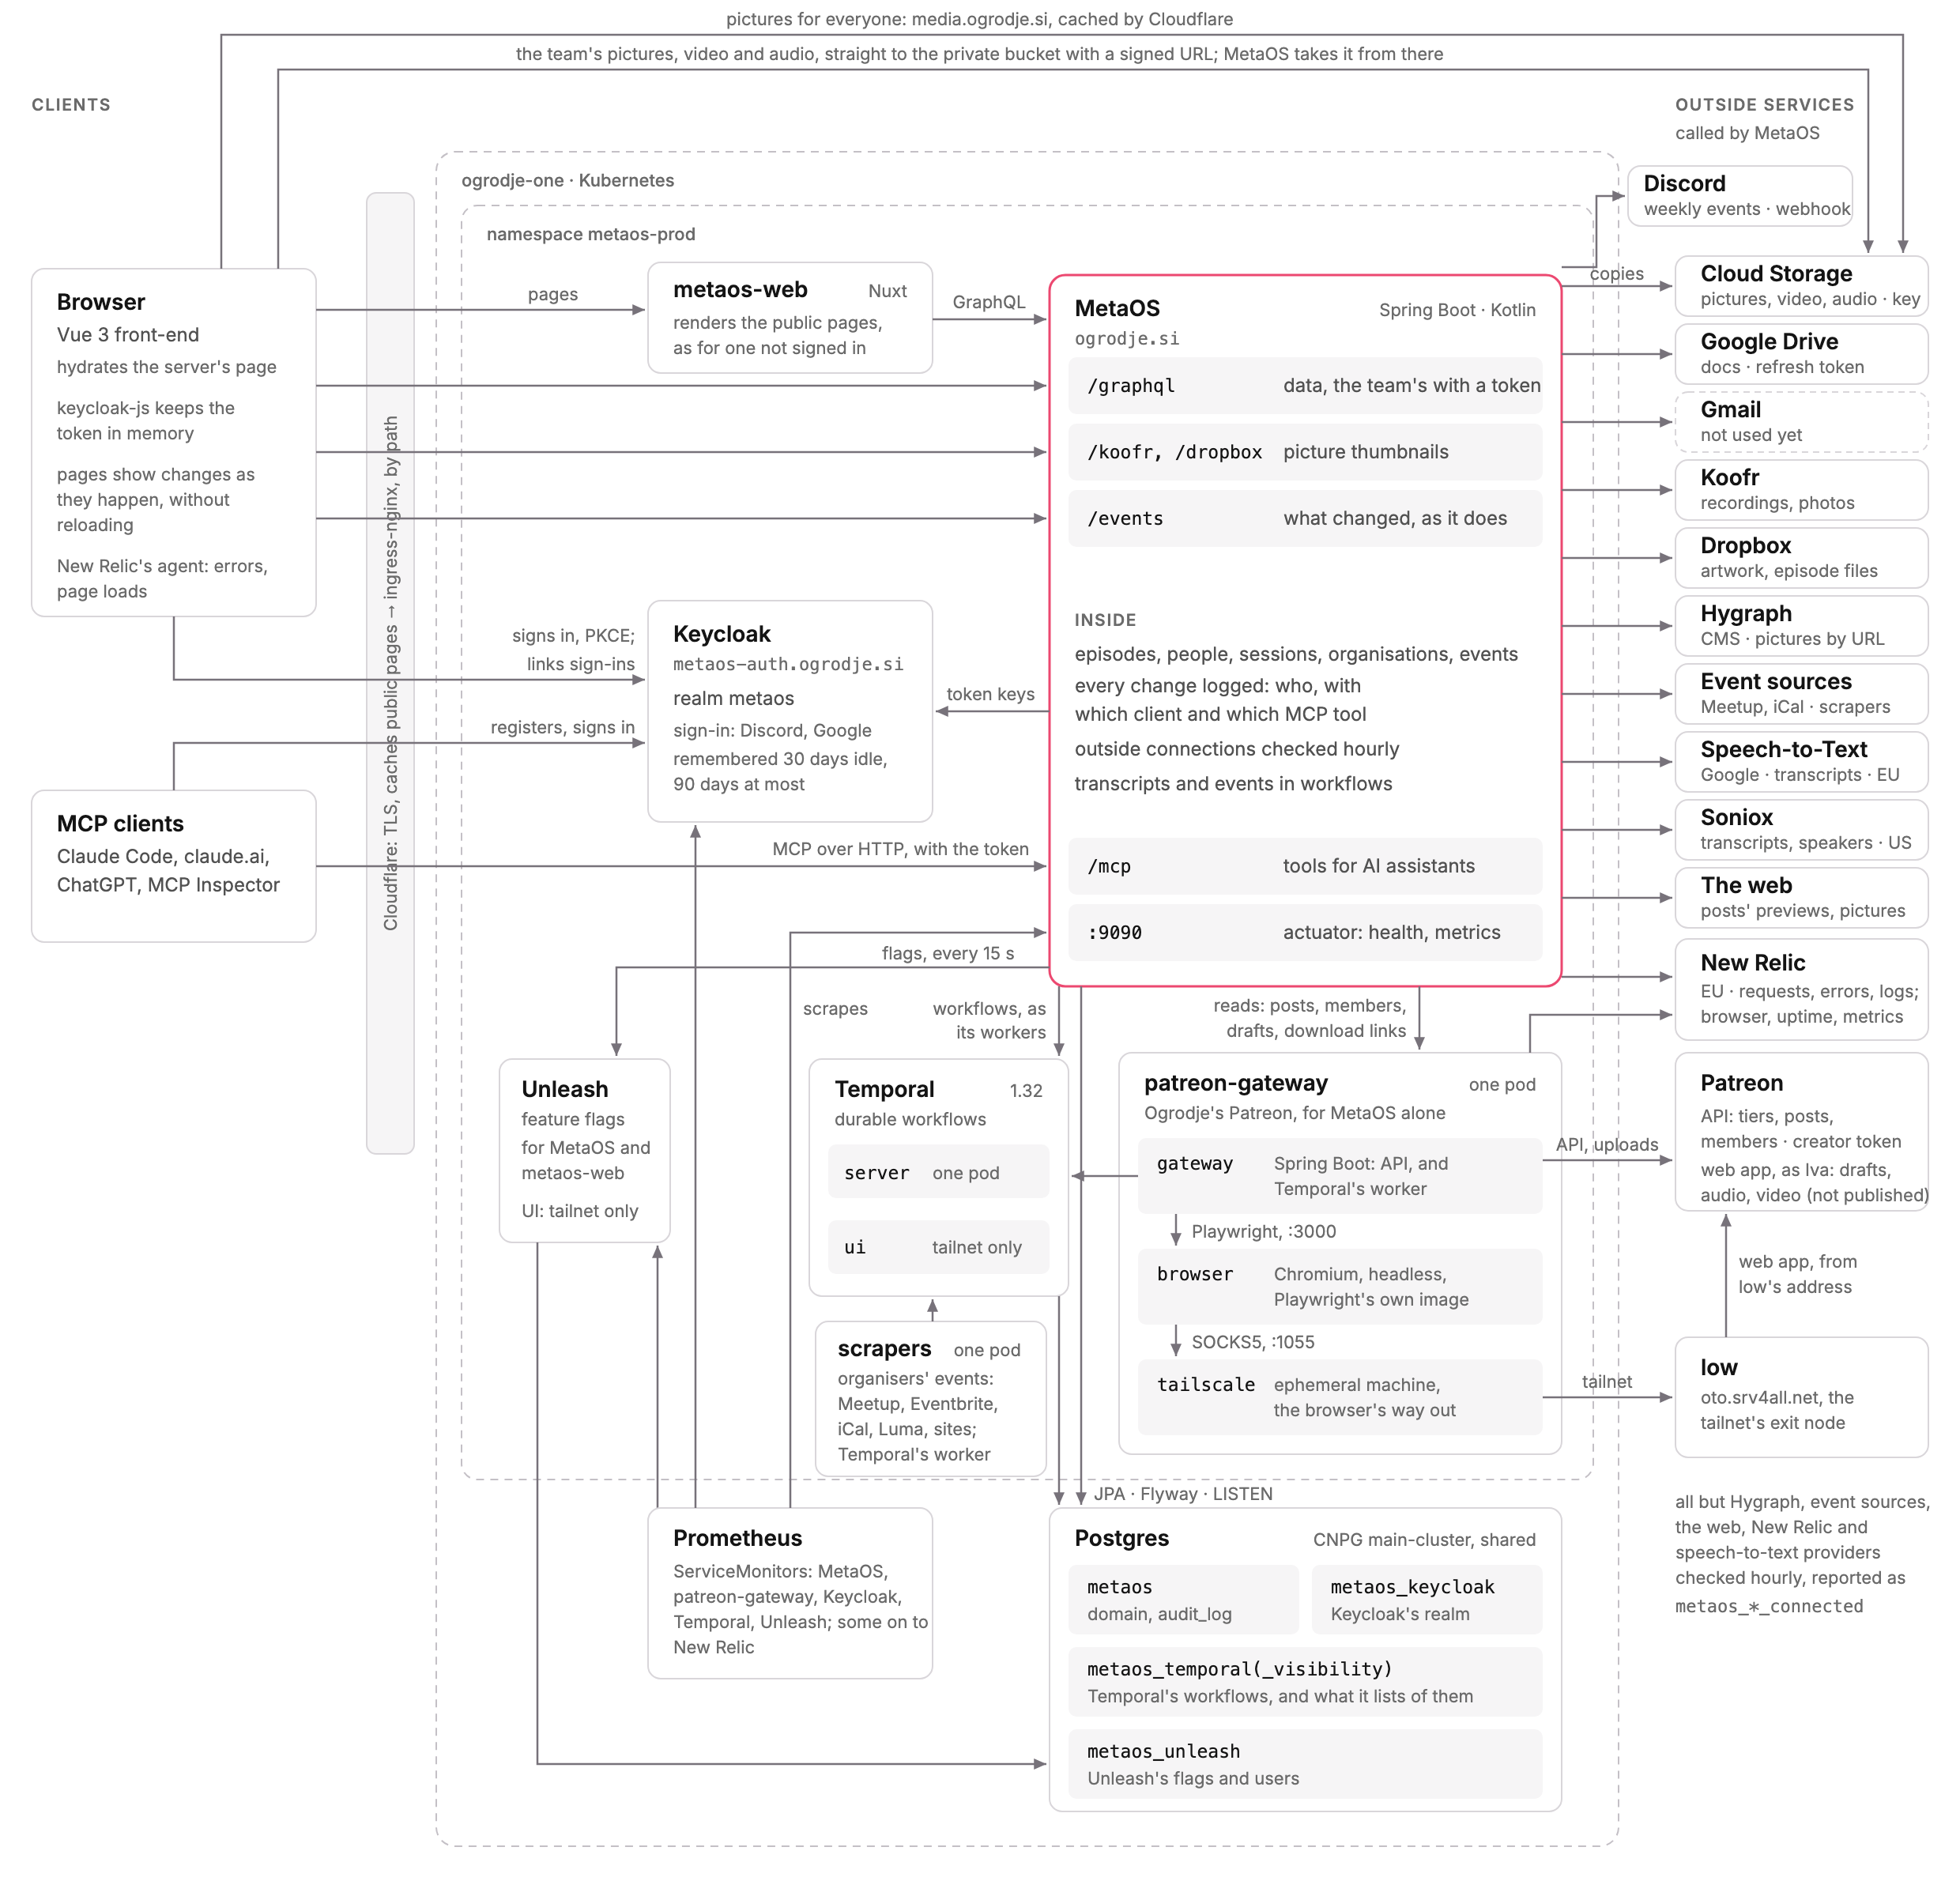 pictures for everyone: media.ogrodje.si, cached by Cloudflare
the team's pictures, video and audio, straight to the private bucket with a signed URL; MetaOS takes it from there
CLIENTS
OUTSIDE SERVICES
called by MetaOS
ogrodje-one · Kubernetes
namespace metaos-prod
Cloudflare: TLS, caches public pages → ingress-nginx, by path
Browser
Vue 3 front-end
hydrates the server's page
keycloak-js keeps the
token in memory
pages show changes as
they happen, without
reloading
New Relic's agent: errors,
page loads
MCP clients
Claude Code, claude.ai,
ChatGPT, MCP Inspector
pages
metaos-web
Nuxt
renders the public pages,
as for one not signed in
GraphQL
signs in, PKCE;
links sign-ins
registers, signs in
Keycloak
metaos-auth.ogrodje.si
realm metaos
sign-in: Discord, Google
remembered 30 days idle,
90 days at most
token keys
MCP over HTTP, with the token
MetaOS
Spring Boot · Kotlin
ogrodje.si
/graphql
data, the team's with a token
/koofr, /dropbox
picture thumbnails
/events
what changed, as it does
INSIDE
episodes, people, sessions, organisations, events
every change logged: who, with
which client and which MCP tool
outside connections checked hourly
transcripts and events in workflows
/mcp
tools for AI assistants
:9090
actuator: health, metrics
flags, every 15 s
scrapes
workflows, as
its workers
reads: posts, members,
drafts, download links
Unleash
feature flags
for MetaOS and
metaos-web
UI: tailnet only
Temporal
1.32
durable workflows
server
one pod
ui
tailnet only
scrapers
one pod
organisers' events:
Meetup, Eventbrite,
iCal, Luma, sites;
Temporal's worker
patreon-gateway
one pod
Ogrodje's Patreon, for MetaOS alone
gateway
Spring Boot: API, and
Temporal's worker
Playwright, :3000
browser
Chromium, headless,
Playwright's own image
SOCKS5, :1055
tailscale
ephemeral machine,
the browser's way out
JPA · Flyway · LISTEN
Prometheus
ServiceMonitors: MetaOS,
patreon-gateway, Keycloak,
Temporal, Unleash; some on to
New Relic
Postgres
CNPG main-cluster, shared
metaos
domain, audit_log
metaos_keycloak
Keycloak's realm
metaos_temporal(_visibility)
Temporal's workflows, and what it lists of them
metaos_unleash
Unleash's flags and users
Discord
weekly events · webhook
copies
Cloud Storage
pictures, video, audio · key
Google Drive
docs · refresh token
Gmail
not used yet
Koofr
recordings, photos
Dropbox
artwork, episode files
Hygraph
CMS · pictures by URL
Event sources
Meetup, iCal · scrapers
Speech-to-Text
Google · transcripts · EU
Soniox
transcripts, speakers · US
The web
posts' previews, pictures
New Relic
EU · requests, errors, logs;
browser, uptime, metrics
API, uploads
Patreon
API: tiers, posts,
members · creator token
web app, as Iva: drafts,
audio, video (not published)
web app, from
low's address
tailnet
low
oto.srv4all.net, the
tailnet's exit node
all but Hygraph, event sources,
the web, New Relic and
speech-to-text providers
checked hourly, reported as
metaos_*_connected